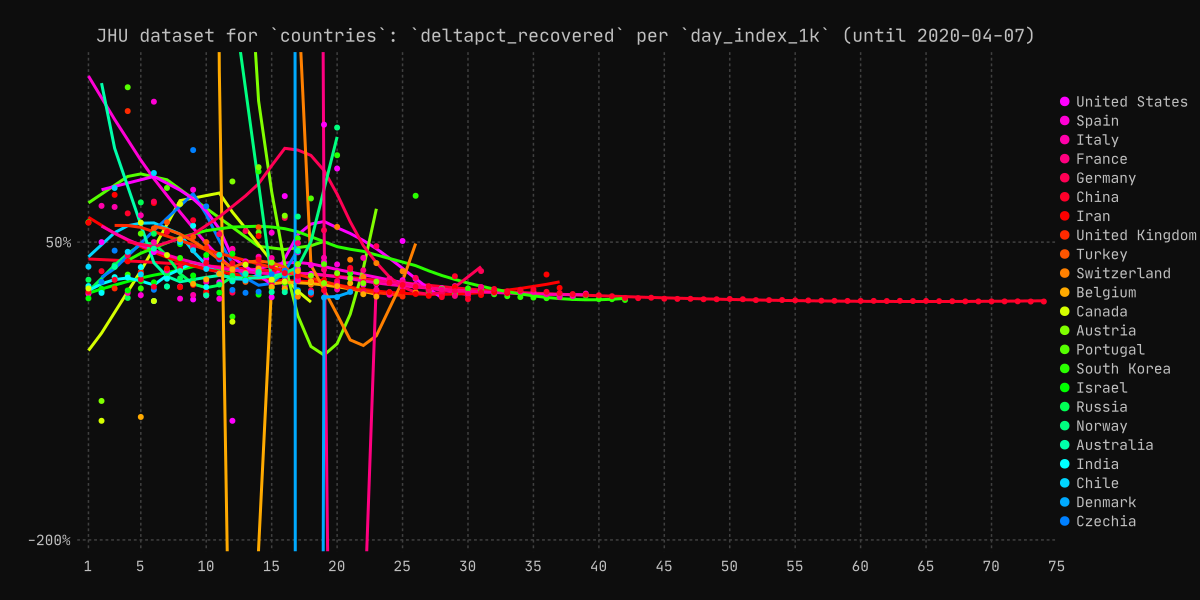 JHU dataset for `countries`: `deltapct_recovered` per `day_index_1k` (until 2020-04-07)
United States
Spain
Italy
France
Germany
China
Iran
50%
United Kingdom
Turkey
Switzerland
Belgium
Canada
Austria
Portugal
South Korea
Israel
Russia
Norway
Australia
India
Chile
Denmark
Czechia
-200%
1 5 10 15 20 25 30 35 40 45 50 55 60 65 70 75